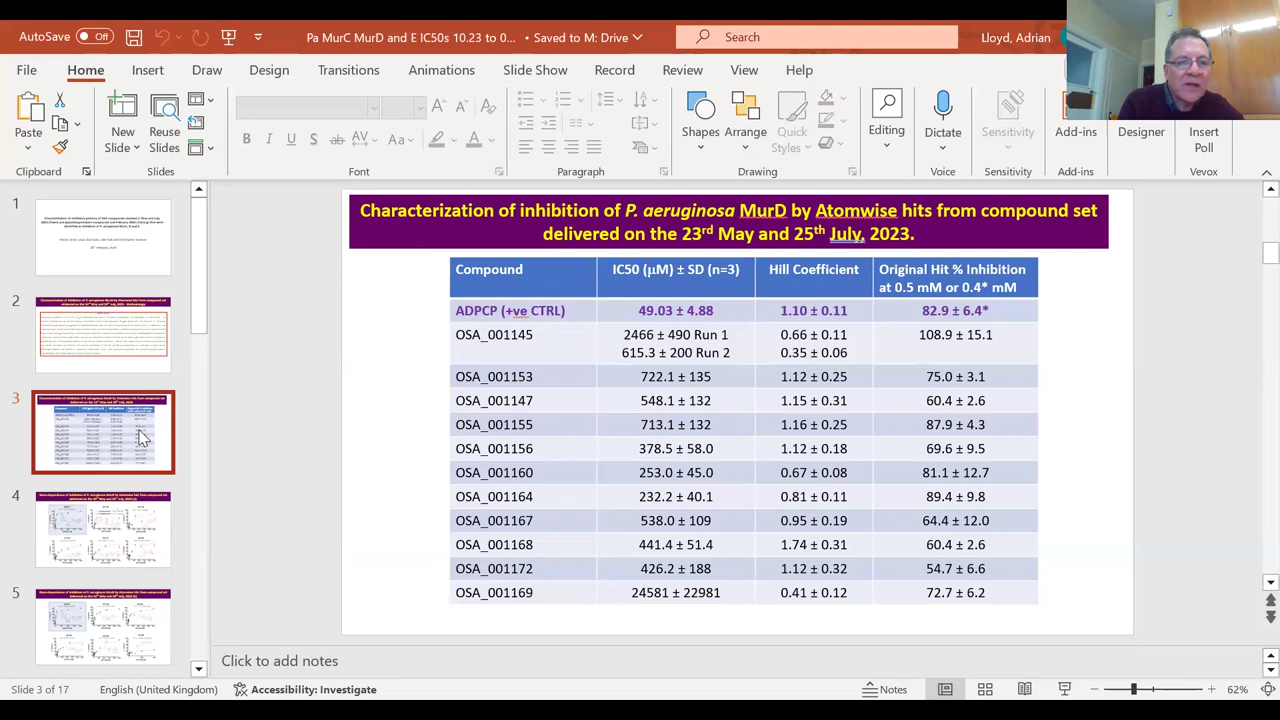 AutoSave Off
Pa MurC MurD and E IC50s 10.23 to 0... • Saved to M: Drive
Search
Lloyd, Adrian
File Home Insert Draw Design Transitions Animations Slide Show Record Review View Help
Paste
New Slide
Reuse Slides
Shapes
Arrange
Quick Styles
Editing
Dictate
Sensitivity
Add-ins
Designer
Insert Poll
Clipboard
Slides
Font
Paragraph
Drawing
Voice
Sensitivity
Add-ins
Vevox
1
2
3
4
5
Characterization of inhibition of P. aeruginosa MurD by Atomwise hits from compound set
delivered on the 23rd May and 25th July, 2023.
Compound IC50 (μM) ± SD (n=3) Hill Coefficient Original Hit % Inhibition
at 0.5 mM or 0.4* mM
ADP-CP (+ve CTRL) 49.03 ± 4.88 1.10 ± 0.11 82.9 ± 6.4*
OSA_001145 2466 ± 490 Run 1 108.9 ± 15.1
615.3 ± 200 Run 2 0.35 ± 0.06
OSA_001153 722.1 ± 135 1.12 ± 0.25 75.0 ± 3.1
OSA_001147 548.1 ± 132 1.15 ± 0.31 60.4 ± 2.6
OSA_001155 713.1 ± 132 1.16 ± 0.25 87.9 ± 4.3
OSA_001156 378.5 ± 58.0 69.6 ± 9.5
OSA_001160 253.0 ± 45.0 0.67 ± 0.08 81.1 ± 12.7
OSA_001164 232.2 ± 40.1 0.82 ± 0.11 89.4 ± 9.8
OSA_001167 538.0 ± 109 0.95 ± 0.19 64.4 ± 12.0
OSA_001168 441.4 ± 51.4 1.74 ± 0.31 60.4 ± 2.6
OSA_001172 426.2 ± 188 1.12 ± 0.32 54.7 ± 6.6
OSA_001169 24581 ± 22981 0.41 ± 0.12 72.7 ± 6.2
Click to add notes
Slide 3 of 17 English (United Kingdom) Accessibility: Investigate Notes 62%